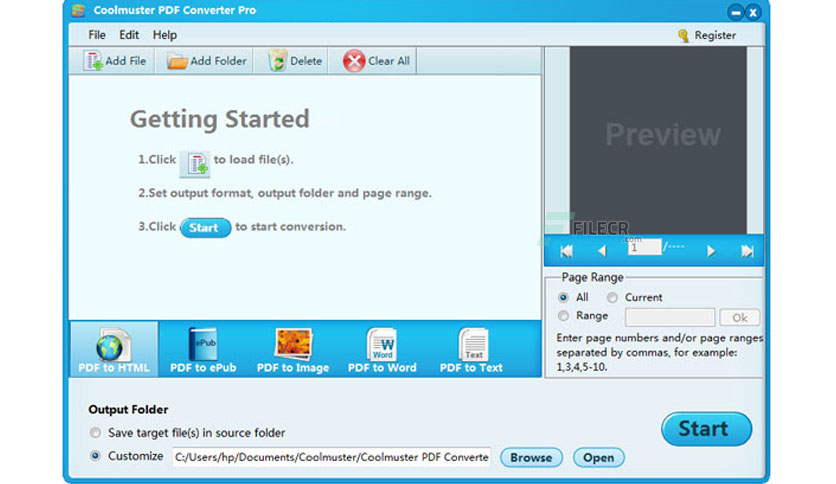 Coolmuster PDF Converter Pro
File Edit Help
Register
Add File Add Folder Delete Clear All
Getting Started
1.Click to load file(s).
2.Set output format, output folder and page range.
3.Click Start to start conversion.
Preview
FILECR
.com
1 /----
Page Range
All Current
Range Ok
Enter page numbers and/or page ranges
separated by commas, for example:
1,3,4,5-10.
ePub
Word
Text
PDF to HTML PDF to ePub PDF to Image PDF to Word PDF to Text
Output Folder
Save target file(s) in source folder
Customize C:/Users/hp/Documents/Coolmuster/Coolmuster PDF Converte Browse Open
Start